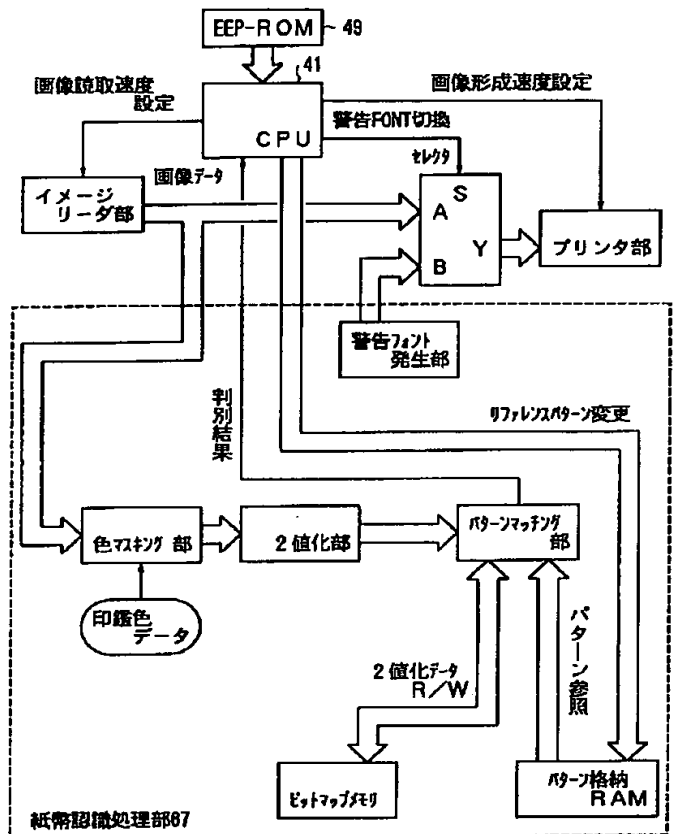 EEP-ROM
49
41
画像読取速度
設定
画像形成速度設定
CPU
警告FONT切換
セレクタ
画像データ
イメージ
リーダ部
S
A
B
Y
プリンタ部
警告フォント
発生部
判別結果
リファレンスパターン変更
色マスキング部
2値化部
パターンマッチング
部
印鑑色
データ
2値化データ
R/W
パターン参照
ビットマップメモリ
パターン格納
RAM
紙幣認識処理部67